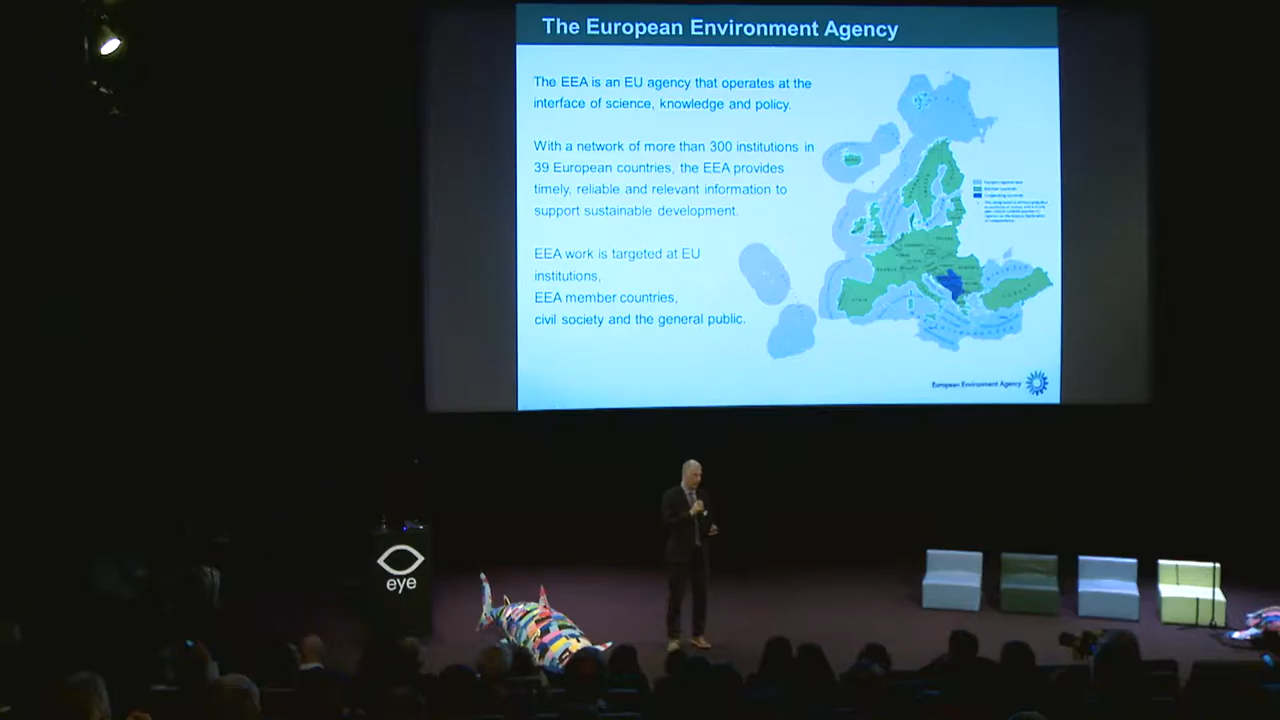 The European Environment Agency
The EEA is an EU agency that operates at the
interface of science, knowledge and policy.
With a network of more than 300 institutions in
39 European countries, the EEA provides
timely, reliable and relevant information to
support sustainable development.
EEA work is targeted at EU
institutions,
EEA member countries,
civil society and the general public.
European Environment Agency
eye